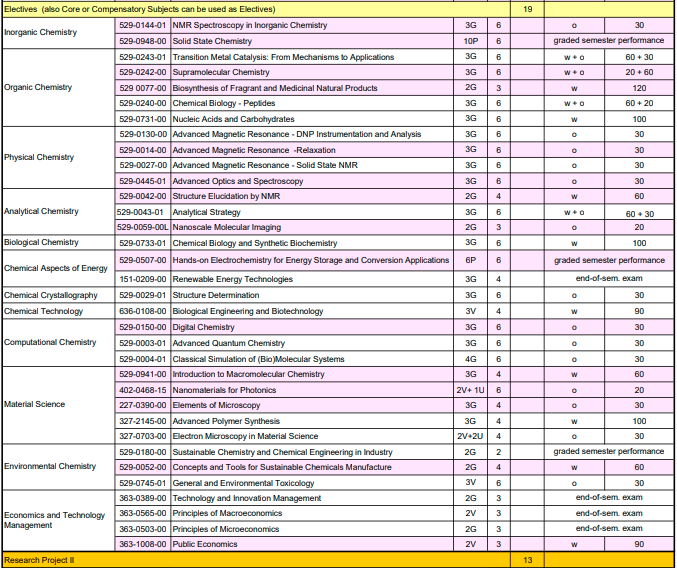 Electives (also Core or Compensatory Subjects can be used as Electives) 19
Inorganic Chemistry 529-0144-01 NMR Spectroscopy in Inorganic Chemistry 3G 6 o 30
529-0948-00 Solid State Chemistry 10P 6 graded semester performance
Organic Chemistry 529-0243-01 Transition Metal Catalysis: From Mechanisms to Applications 3G 6 w + o 60 + 30
529-0242-00 Supramolecular Chemistry 3G 6 w + o 20 + 60
529 0077-00 Biosynthesis of Fragrant and Medicinal Natural Products 2G 3 w 120
529-0240-00 Chemical Biology - Peptides 3G 6 w + o 60 + 20
529-0731-00 Nucleic Acids and Carbohydrates 3G 6 w 100
Physical Chemistry 529-0130-00 Advanced Magnetic Resonance - DNP Instrumentation and Analysis 3G 6 o 30
529-0014-00 Advanced Magnetic Resonance -Relaxation 3G 6 o 30
529-0027-00 Advanced Magnetic Resonance - Solid State NMR 3G 6 o 30
529-0445-01 Advanced Optics and Spectroscopy 3G 6 o 30
Analytical Chemistry 529-0042-00 Structure Elucidation by NMR 2G 4 w 60
529-0043-01 Analytical Strategy 3G 6 w + o 60 + 30
529-0059-00L Nanoscale Molecular Imaging 2G 3 o 20
Biological Chemistry 529-0733-01 Chemical Biology and Synthetic Biochemistry 3G 6 w 100
Chemical Aspects of Energy 529-0507-00 Hands-on Electrochemistry for Energy Storage and Conversion Applications 6P 6 graded semester performance
151-0209-00 Renewable Energy Technologies 3G 4 end-of-sem. exam
Chemical Crystallography 529-0029-01 Structure Determination 3G 6 o 30
Chemical Technology 636-0108-00 Biological Engineering and Biotechnology 3V 4 w 90
Computational Chemistry 529-0150-00 Digital Chemistry 3G 6 o 30
529-0003-01 Advanced Quantum Chemistry 3G 6 o 30
529-0004-01 Classical Simulation of (Bio)Molecular Systems 4G 6 o 30
Material Science 529-0941-00 Introduction to Macromolecular Chemistry 3G 4 w 60
402-0468-15 Nanomaterials for Photonics 2V+ 1U 6 o 20
227-0390-00 Elements of Microscopy 3G 4 o 30
327-2145-00 Advanced Polymer Synthesis 3G 4 w 100
327-0703-00 Electron Microscopy in Material Science 2V+2U 4 o 30
Environmental Chemistry 529-0180-00 Sustainable Chemistry and Chemical Engineering in Industry 2G 2 graded semester performance
529-0052-00 Concepts and Tools for Sustainable Chemicals Manufacture 2G 4 w 60
529-0745-01 General and Environmental Toxicology 3V 6 o 30
Economics and Technology Management 363-0389-00 Technology and Innovation Management 2G 3 end-of-sem. exam
363-0565-00 Principles of Macroeconomics 2V 3 end-of-sem. exam
363-0503-00 Principles of Microeconomics 2G 3 end-of-sem. exam
363-1008-00 Public Economics 2V 3 w 90
Research Project II 13